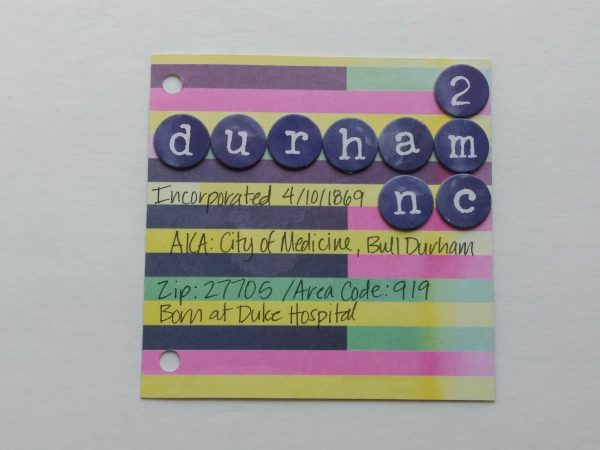 2
durham
nc
Incorporated 4/10/1869
AKA: City of Medicine, Bull Durham
Zip: 27705 / Area Code: 919
Born at Duke Hospital